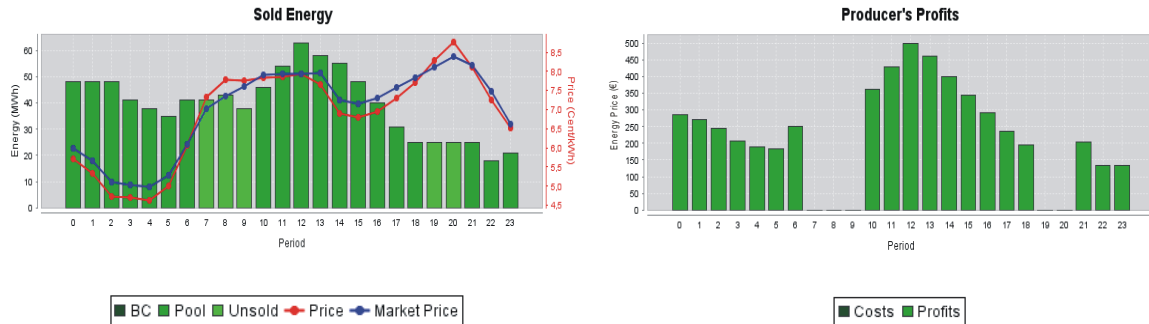 Sold Energy
Energy (MWh)
60
50
40
30
20
10
0
8,5
8,0
7,5
7,0
6,5
6,0
5,5
5,0
4,5
Price (Cent/kWh)
0 1 2 3 4 5 6 7 8 9 10 11 12 13 14 15 16 17 18 19 20 21 22 23
Period
BC Pool Unsold Price Market Price
Producer's Profits
Energy Price (€)
500
450
400
350
300
250
200
150
100
50
0
0 1 2 3 4 5 6 7 8 9 10 11 12 13 14 15 16 17 18 19 20 21 22 23
Period
Costs Profits